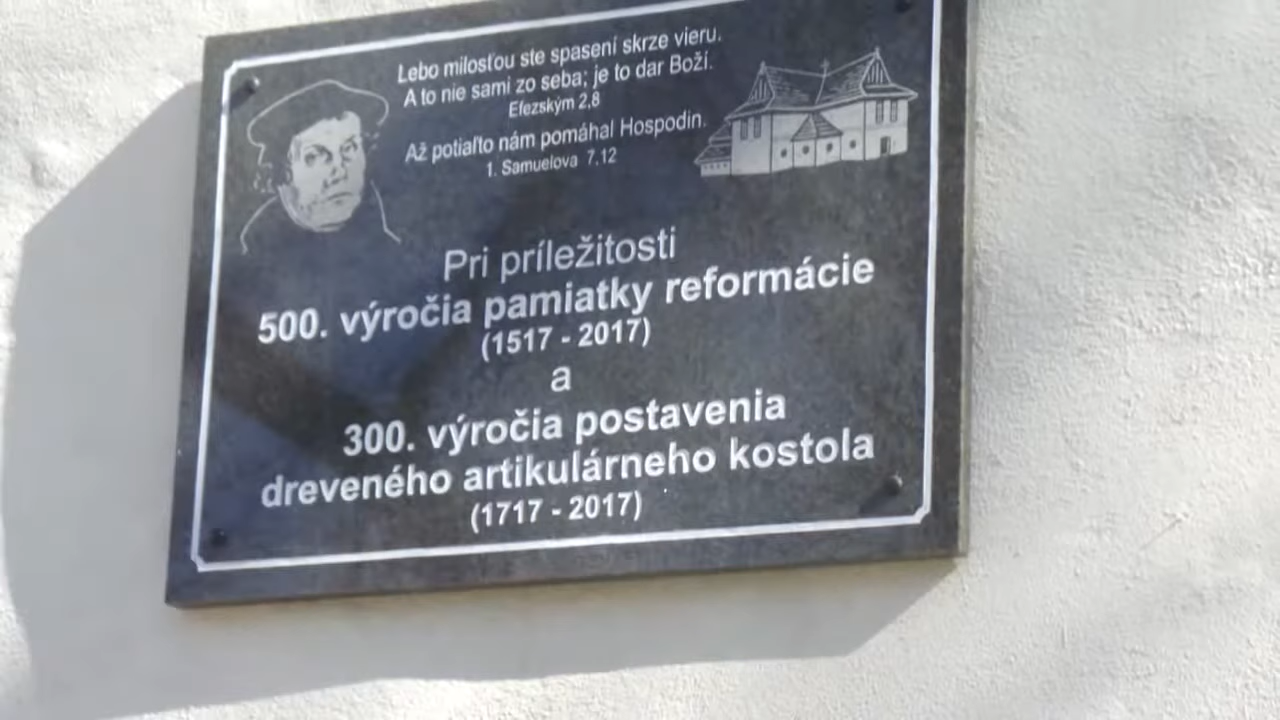 Lebo milosťou ste spasení skrze vieru.
A to nie sami zo seba; je to dar Boží.
Efezským 2,8
Až potiaľto nám pomáhal Hospodin.
1. Samuelova 7,12
Pri príležitosti
500. výročia pamiatky reformácie
(1517 - 2017)
a
300. výročia postavenia
dreveného artikulárneho kostola
(1717 - 2017)